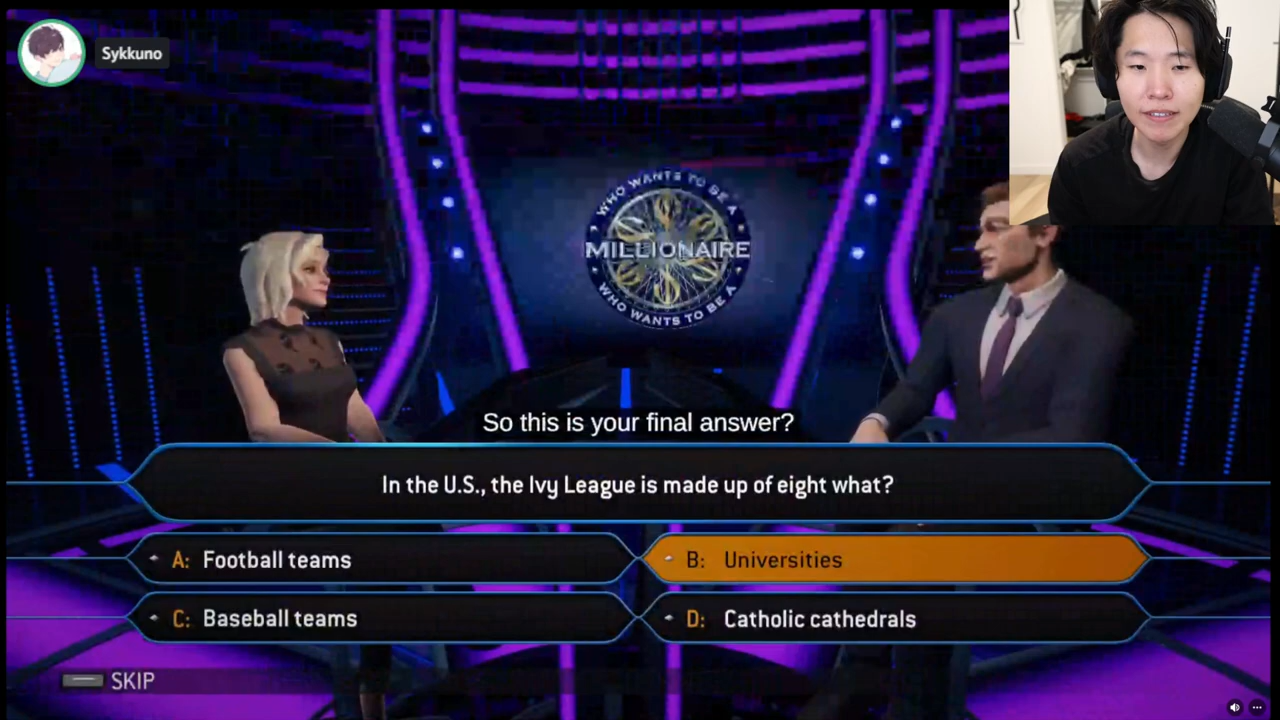 Sykkuno
WHO WANTS TO BE A
MILLIONAIRE
WHO WANTS TO BE A
So this is your final answer?
In the U.S., the Ivy League is made up of eight what?
A: Football teams
B: Universities
C: Baseball teams
D: Catholic cathedrals
SKIP